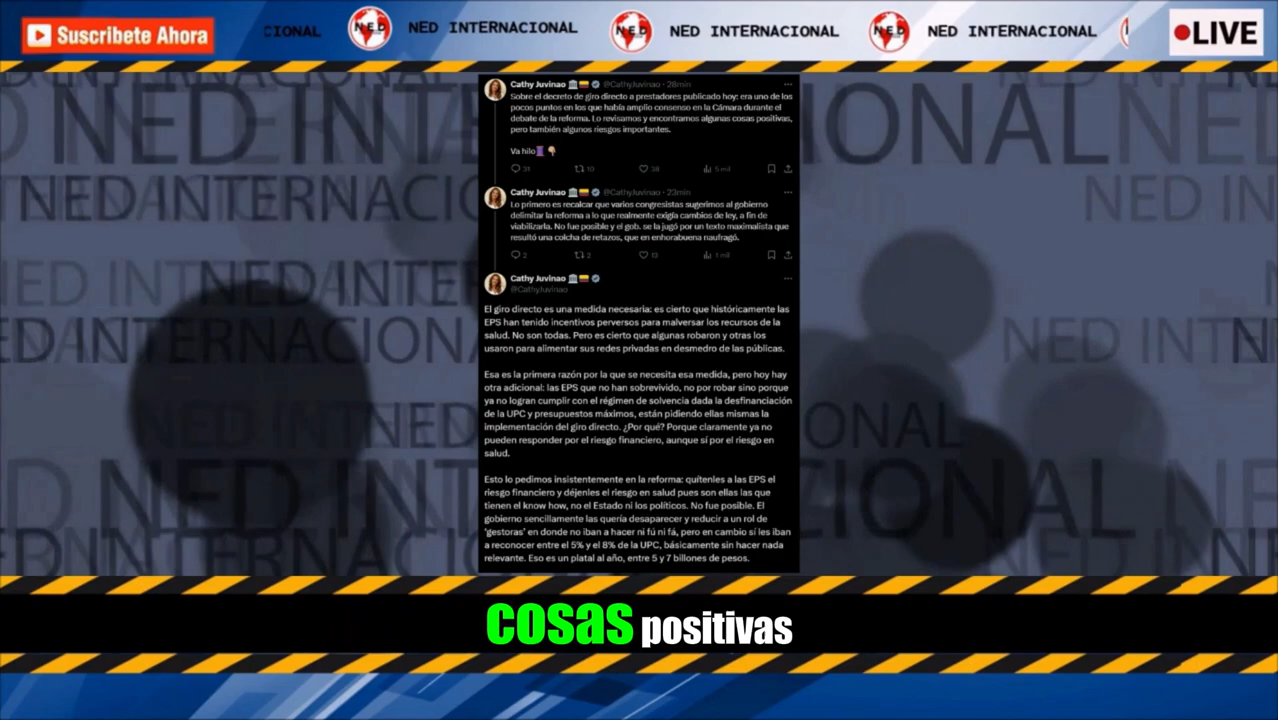 Suscribete Ahora
CIONAL
NED
NED INTERNACIONAL
NED
NED INTERNACIONAL
NED
NED INTERNACIONAL
LIVE
Cathy Juvinao @CathyJuvinao · 28min
Sobre el decreto de giro directo a prestadores publicado hoy: era uno de los
pocos puntos en los que había amplio consenso en la Cámara durante el
debate de la reforma. Lo revisamos y encontramos algunas cosas positivas,
pero también algunos riesgos importantes.
Va hilo
31 10 38 5 mil
Cathy Juvinao @CathyJuvinao · 23min
Lo primero es recalcar que varios congresistas sugerimos al gobierno
delimitar la reforma a lo que realmente exigía cambios de ley, a fin de
viabilizarla. No fue posible y el gob. se la jugó por un texto maximalista que
resultó una colcha de retazos, que en enhorabuena naufragó.
2 2 13 1 mil
Cathy Juvinao
@CathyJuvinao
El giro directo es una medida necesaria: es cierto que históricamente las
EPS han tenido incentivos perversos para malversar los recursos de la
salud. No son todas. Pero es cierto que algunas robaron y otras los
usaron para alimentar sus redes privadas en desmedro de las públicas.
Esa es la primera razón por la que se necesita esa medida, pero hoy hay
otra adicional: las EPS que no han sobrevivido, no por robar sino porque
ya no logran cumplir con el régimen de solvencia dada la desfinanciación
de la UPC y presupuestos máximos, están pidiendo ellas mismas la
implementación del giro directo. ¿Por qué? Porque claramente ya no
pueden responder por el riesgo financiero, aunque sí por el riesgo en
salud.
Esto lo pedimos insistentemente en la reforma: quítenles a las EPS el
riesgo financiero y déjenles el riesgo en salud pues son ellas las que
tienen el know how, no el Estado ni los políticos. No fue posible. El
gobierno sencillamente las quería desaparecer y reducir a un rol de
'gestoras' en donde no iban a hacer ni fú ni fá, pero en cambio sí les iban
a reconocer entre el 5% y el 8% de la UPC, básicamente sin hacer nada
relevante. Eso es un platal al año, entre 5 y 7 billones de pesos.
cosas positivas